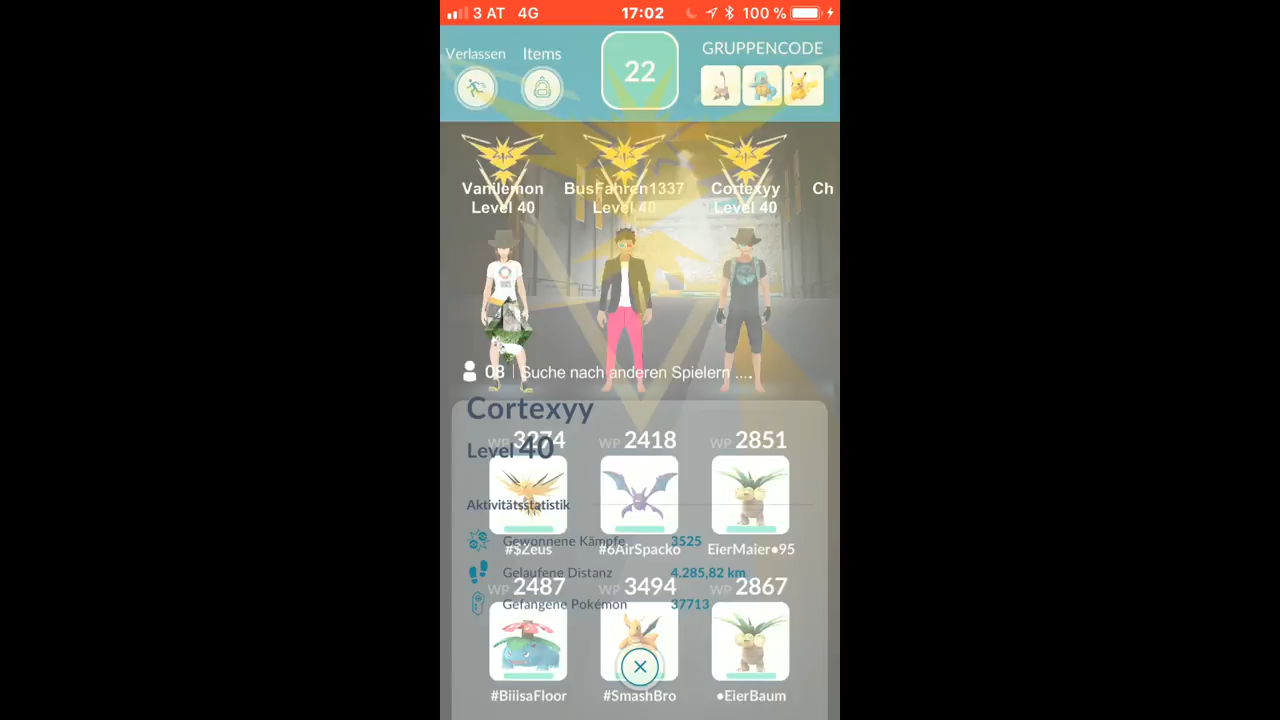 3 AT 4G 17:02 100 %
Verlassen Items 22 GRUPPENCODE
Vanilemon BusFahren1337 Cortexyy Ch
Level 40 Level 40 Level 40
08 Suche nach anderen Spielern ....
Cortexyy
WP 3274 WP 2418 WP 2851
Level 40
Aktivitätsstatistik
Gewonnene Kämpfe 3525
#$Zeus #6AirSpacko EierMaier●95
Gelaufene Distanz 4.285,82 km
WP 2487 WP 3494 WP 2867
Gefangene Pokémon 37713
#BiiisaFloor #SmashBro ●EierBaum